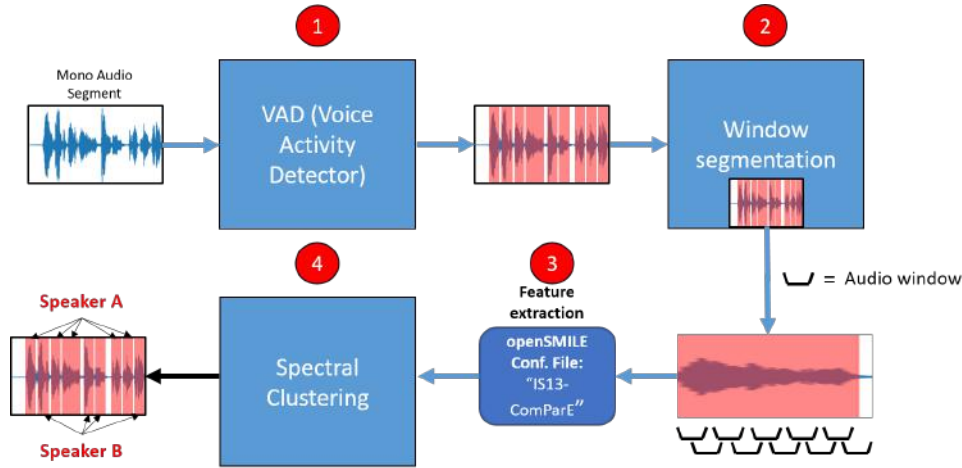 1
2
Mono Audio
Segment
VAD (Voice
Activity
Detector)
Window
segmentation
4
3
= Audio window
Feature
extraction
Speaker A
openSMILE
Conf. File:
"IS13-
ComParE"
Spectral
Clustering
Speaker B